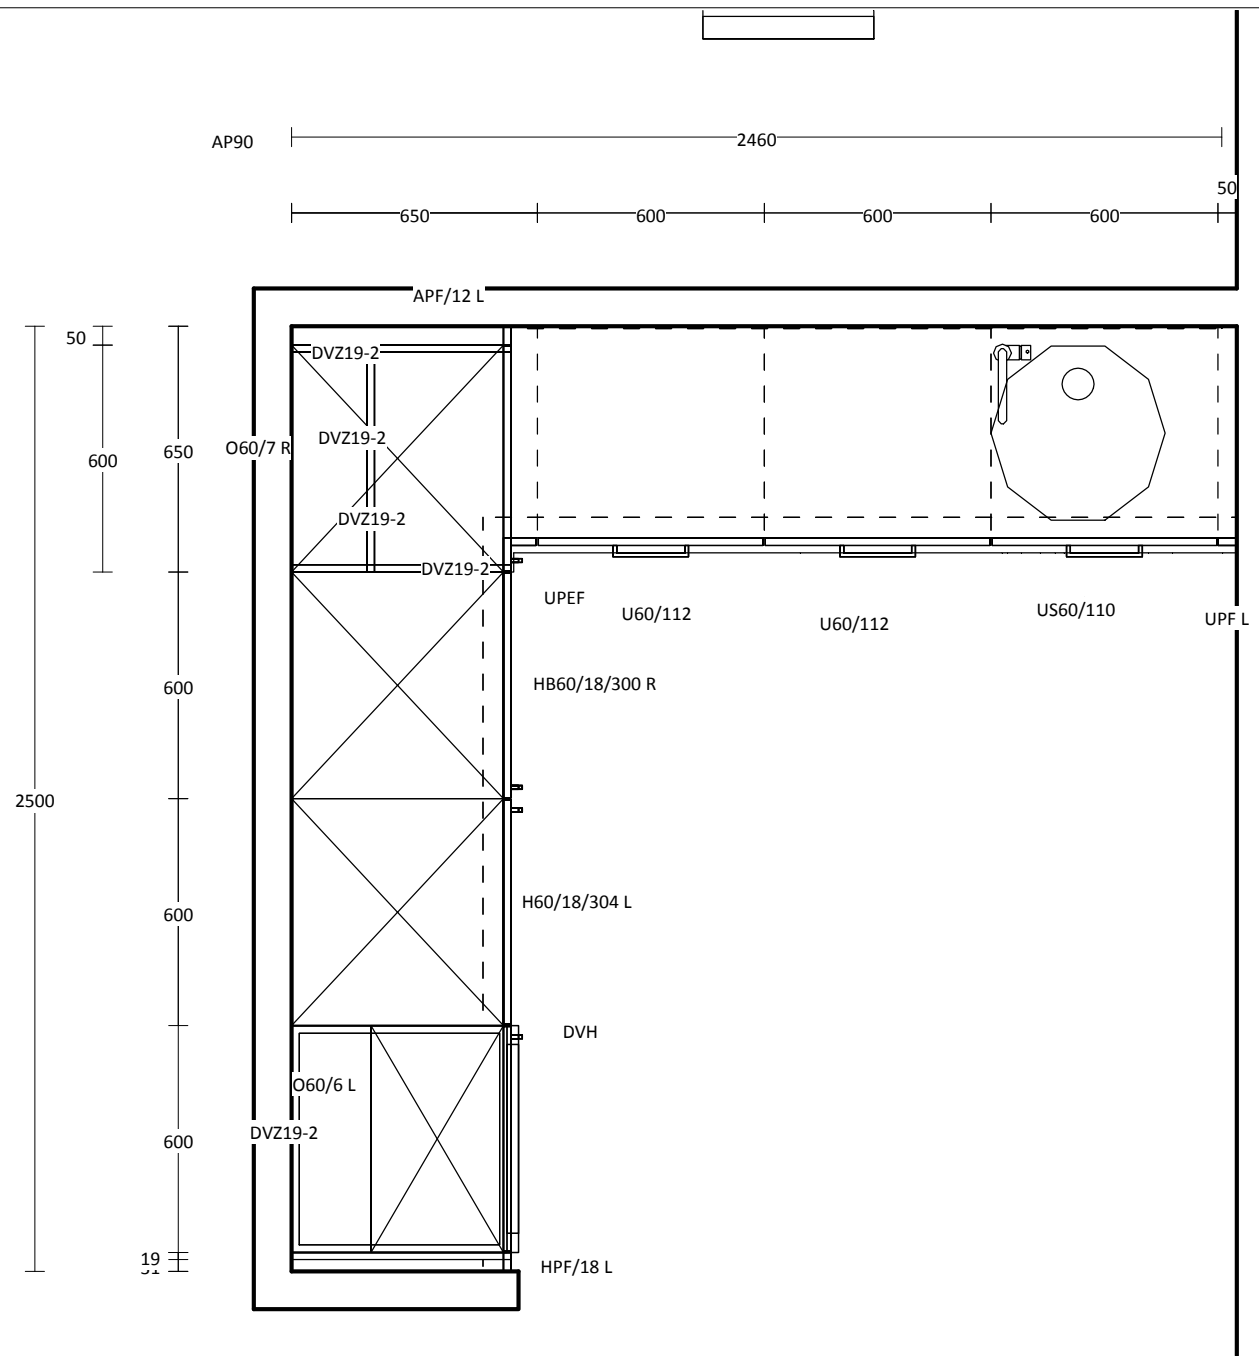 AP90
2460
50
650
600
600
600
APF/12 L
50
DVZ19-2
DVZ19-2
O60/7 R
650
600
DVZ19-2
DVZ19-2
UPEF
U60/112
US60/110
U60/112
UPF L
600
HB60/18/300 R
2500
H60/18/304 L
600
DVH
O60/6 L
DVZ19-2
600
19
31
HPF/18 L